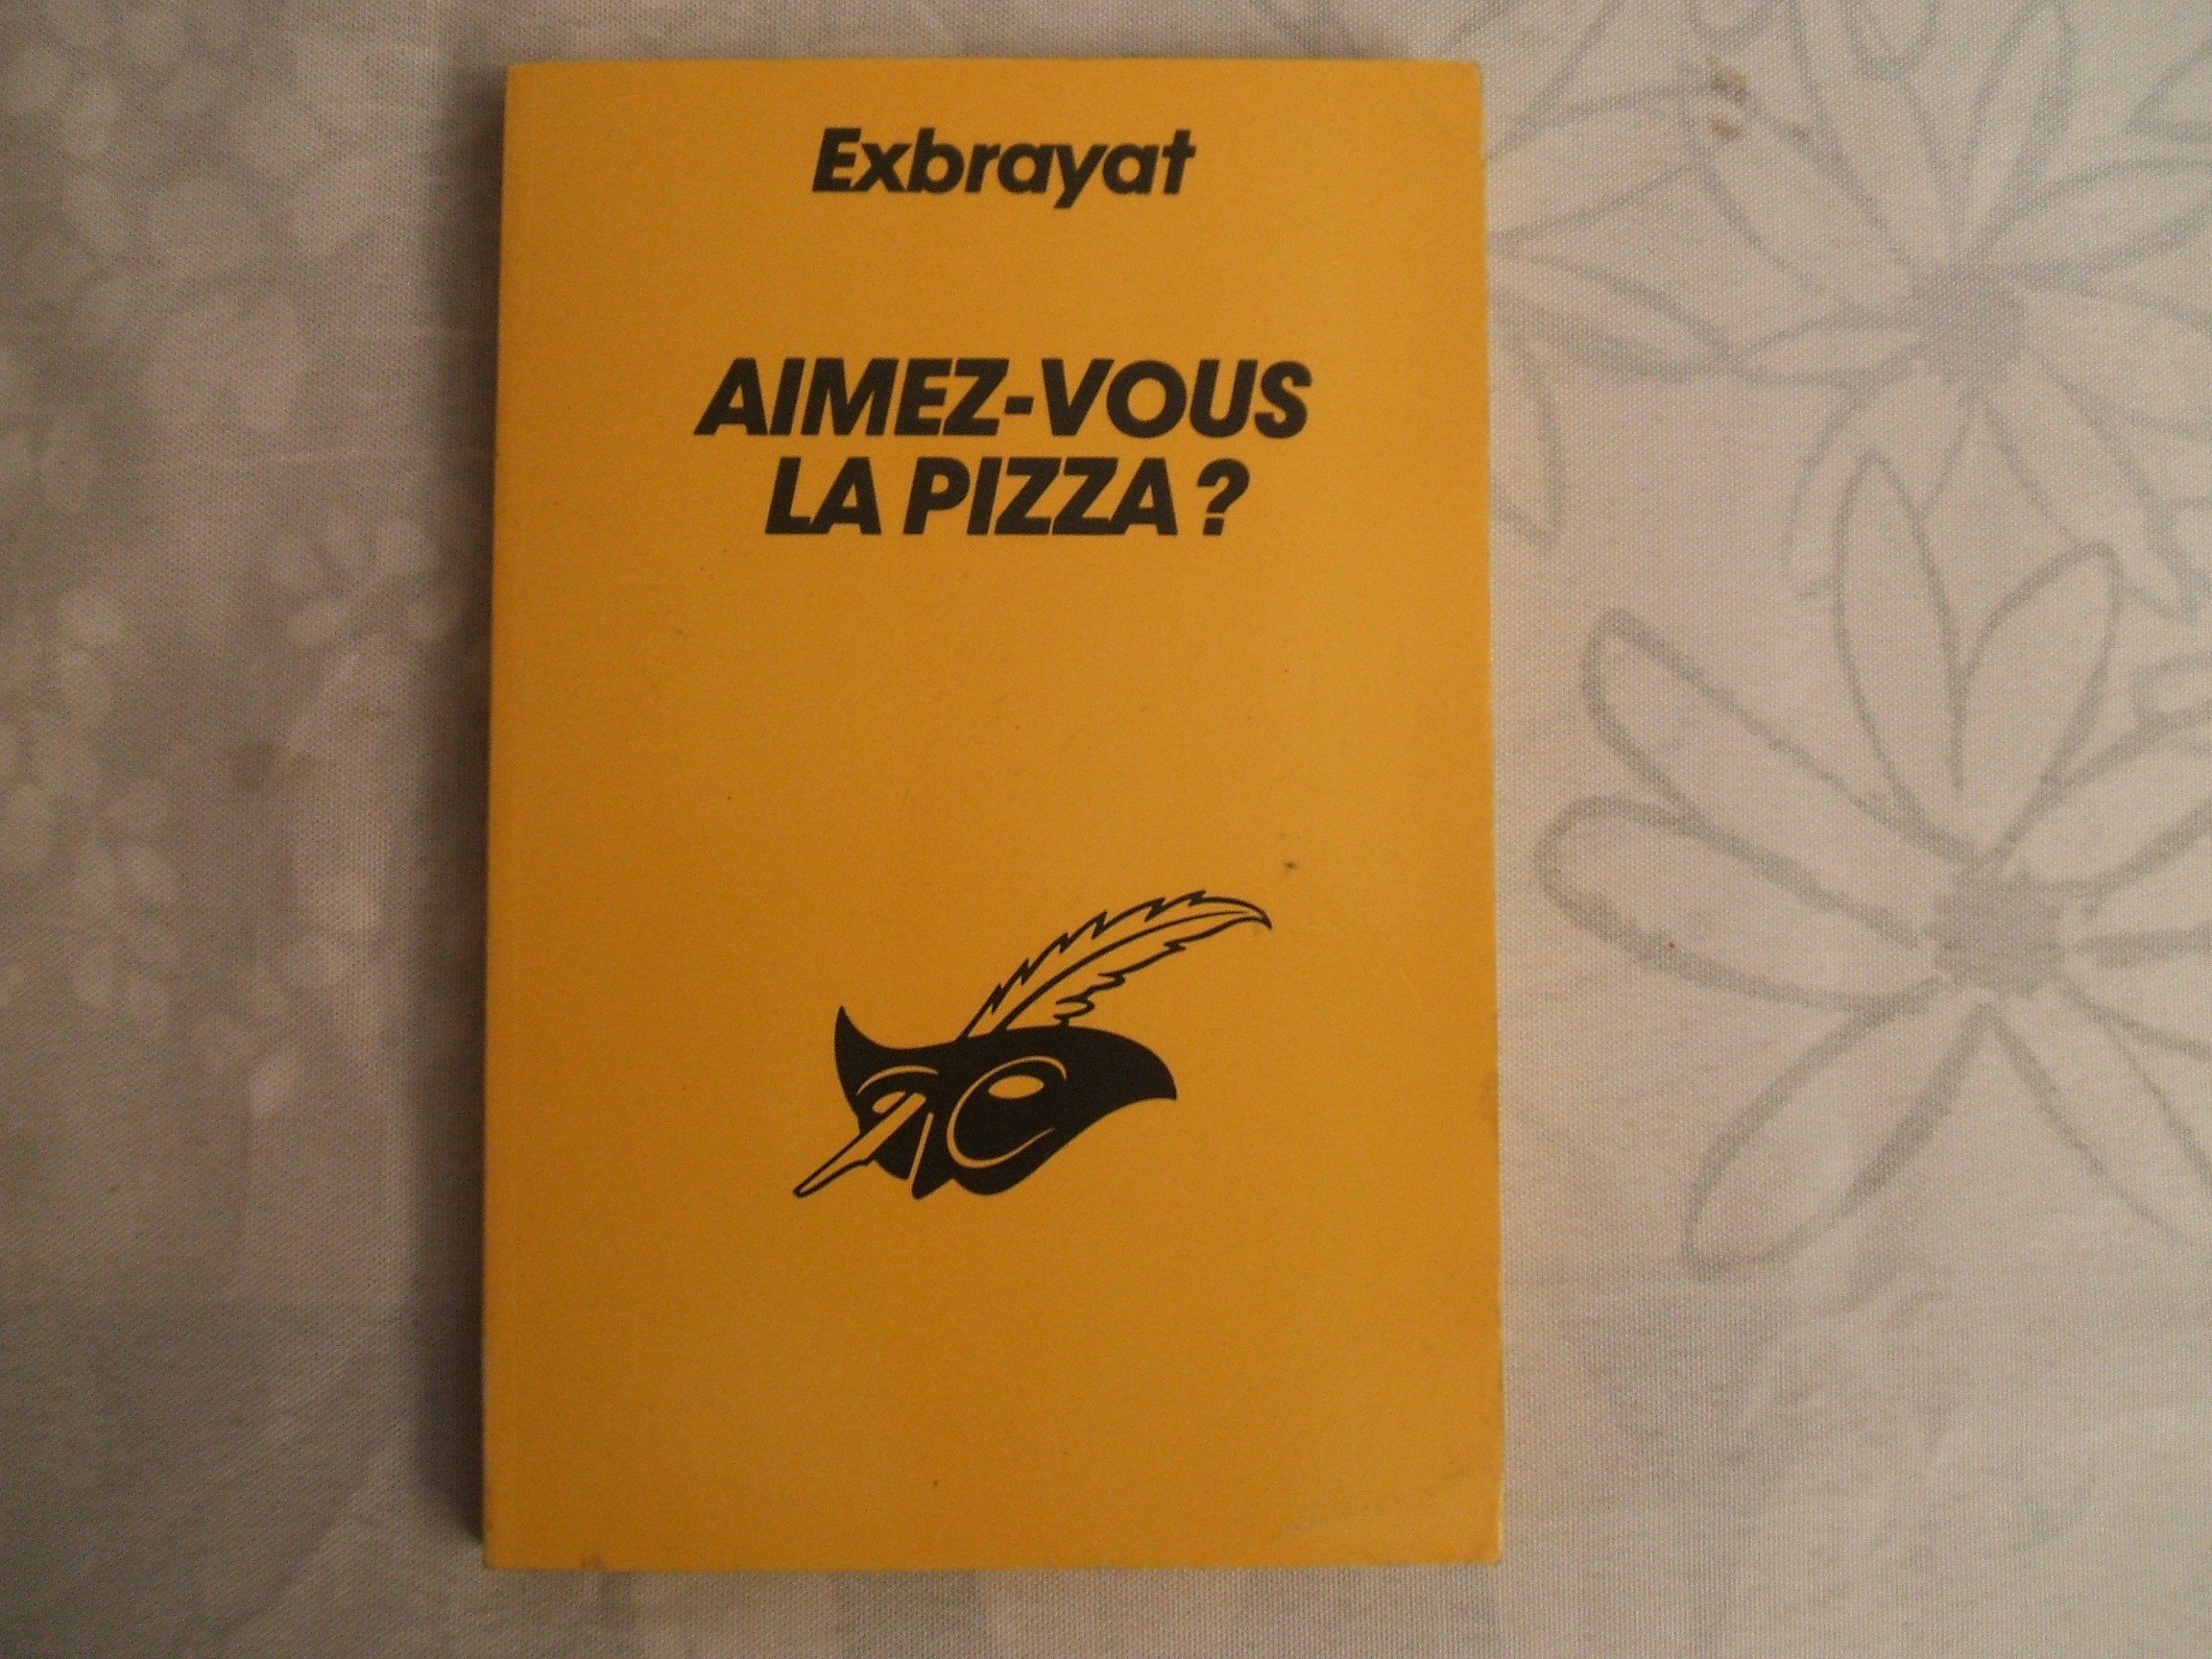 Exbrayat
AIMEZ-VOUS
LA PIZZA ?